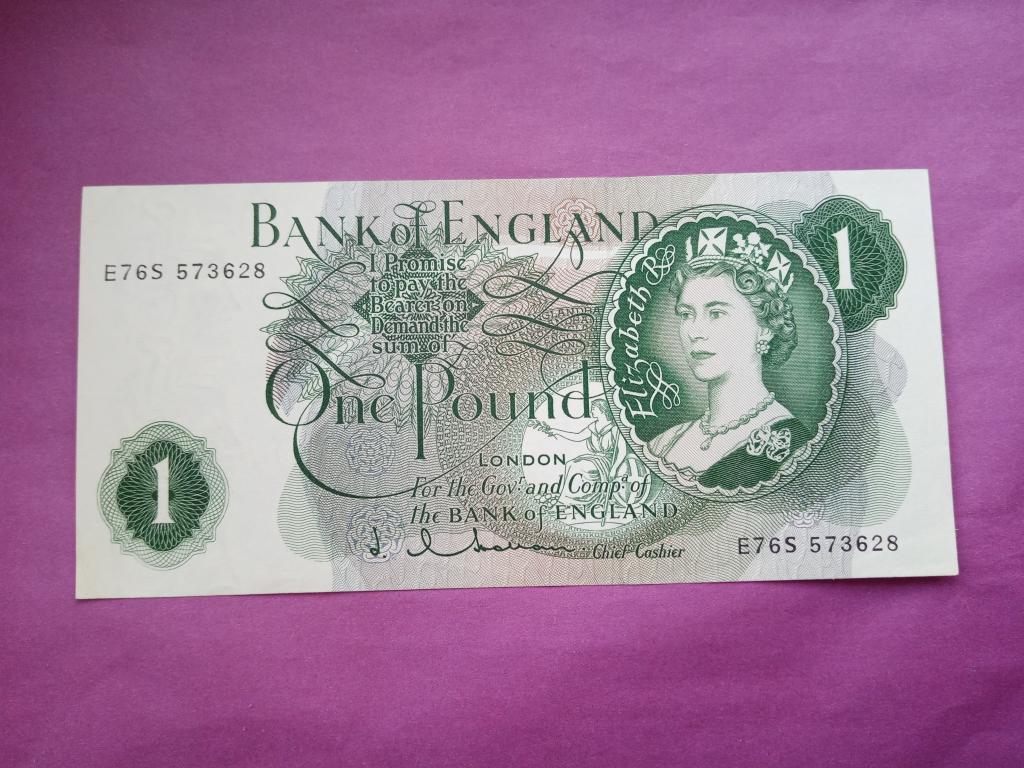 BANK of ENGLAND
1
E76S 573628
I Promise
to pay the
Bearer on
Demand the
sum of
One Pound
Elizabeth R
LONDON
For the Govr. and Compa. of
the BANK of ENGLAND
Chief Cashier
1
E76S 573628